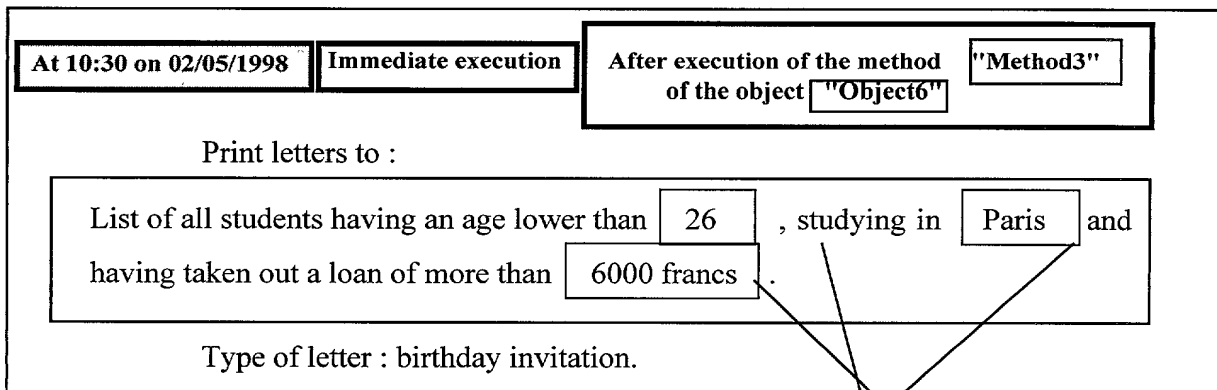 At 10:30 on 02/05/1998
Immediate execution
After execution of the method "Method3"
of the object "Object6"
Print letters to :
List of all students having an age lower than 26 , studying in Paris and
having taken out a loan of more than 6000 francs .
Type of letter : birthday invitation.